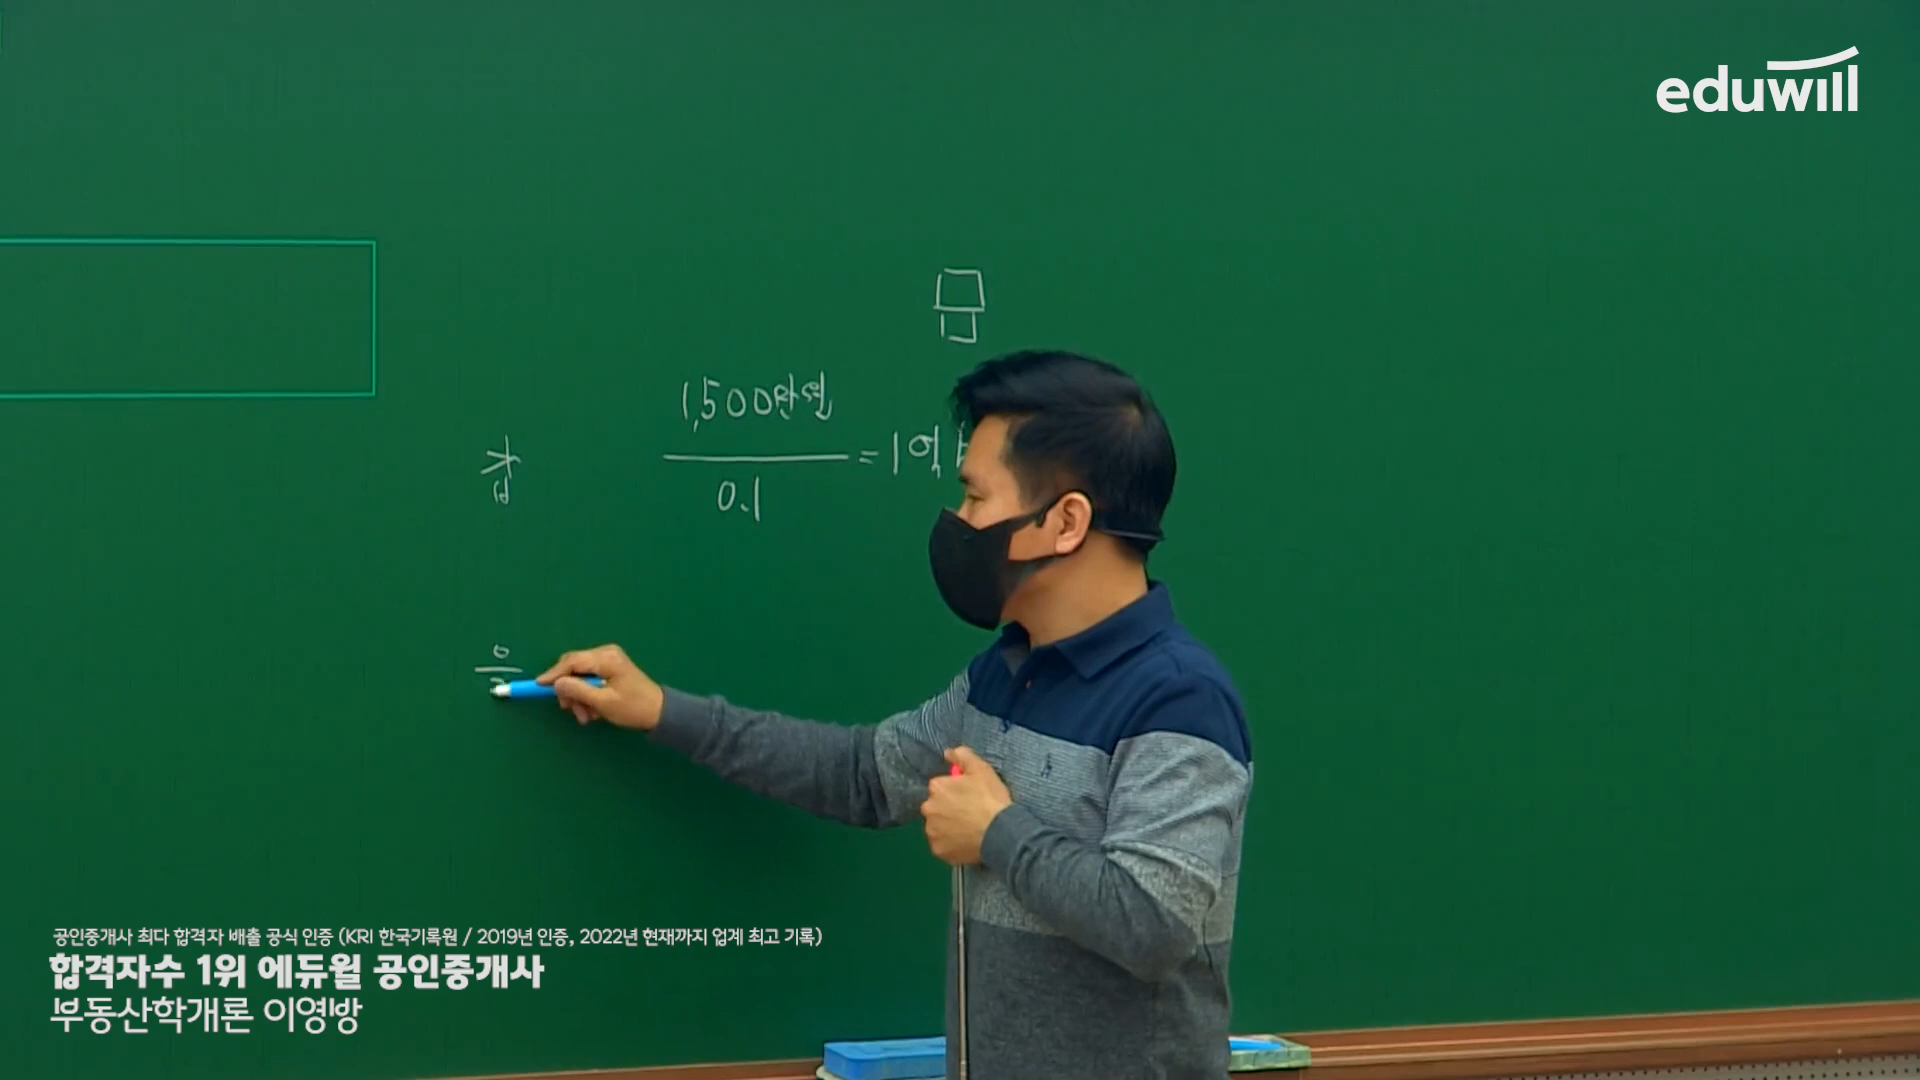 eduwill
1,500만원
0.1
= 1억
공인중개사 최다 합격자 배출 공식 인증 (KRI 한국기록원 / 2019년 인증, 2022년 현재까지 업계 최고 기록)
합격자수 1위 에듀윌 공인중개사
부동산학개론 이영방